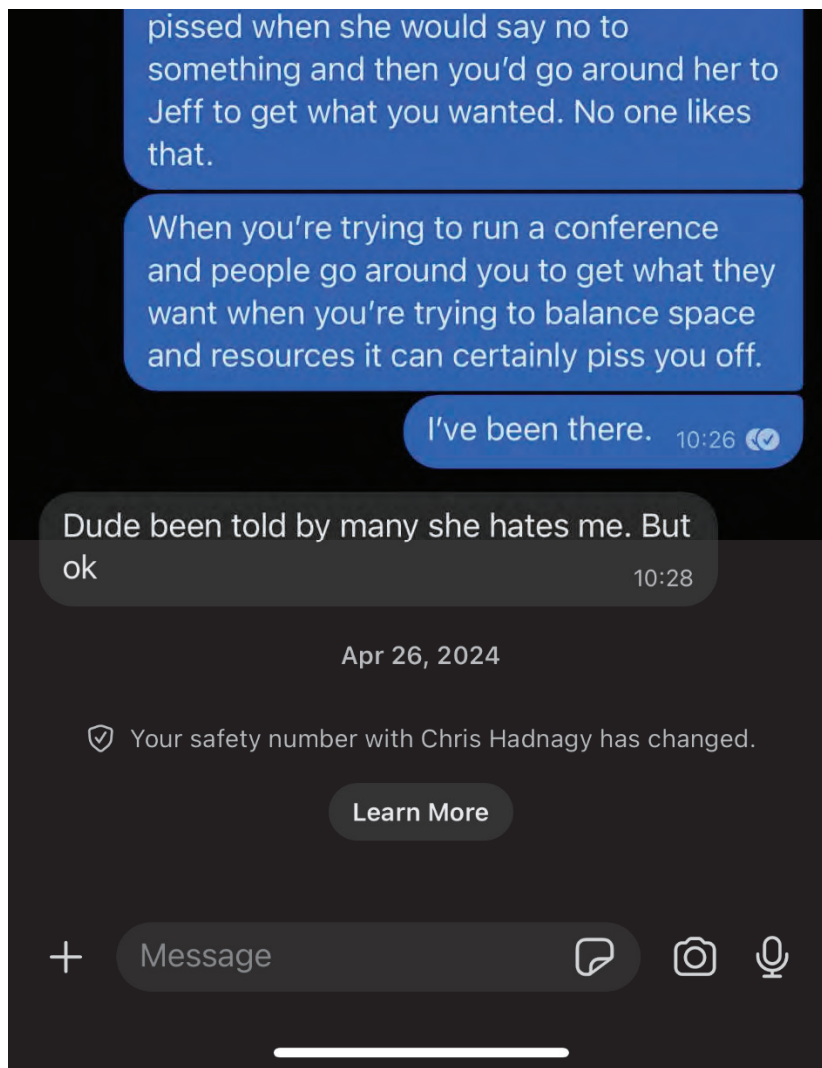 pissed when she would say no to
something and then you’d go around her to
Jeff to get what you wanted. No one likes
that.
When you’re trying to run a conference
and people go around you to get what they
want when you’re trying to balance space
and resources it can certainly piss you off.
I’ve been there. 10:26
Dude been told by many she hates me. But
ok
10:28
Apr 26, 2024
Your safety number with Chris Hadnagy has changed.
Learn More
Message